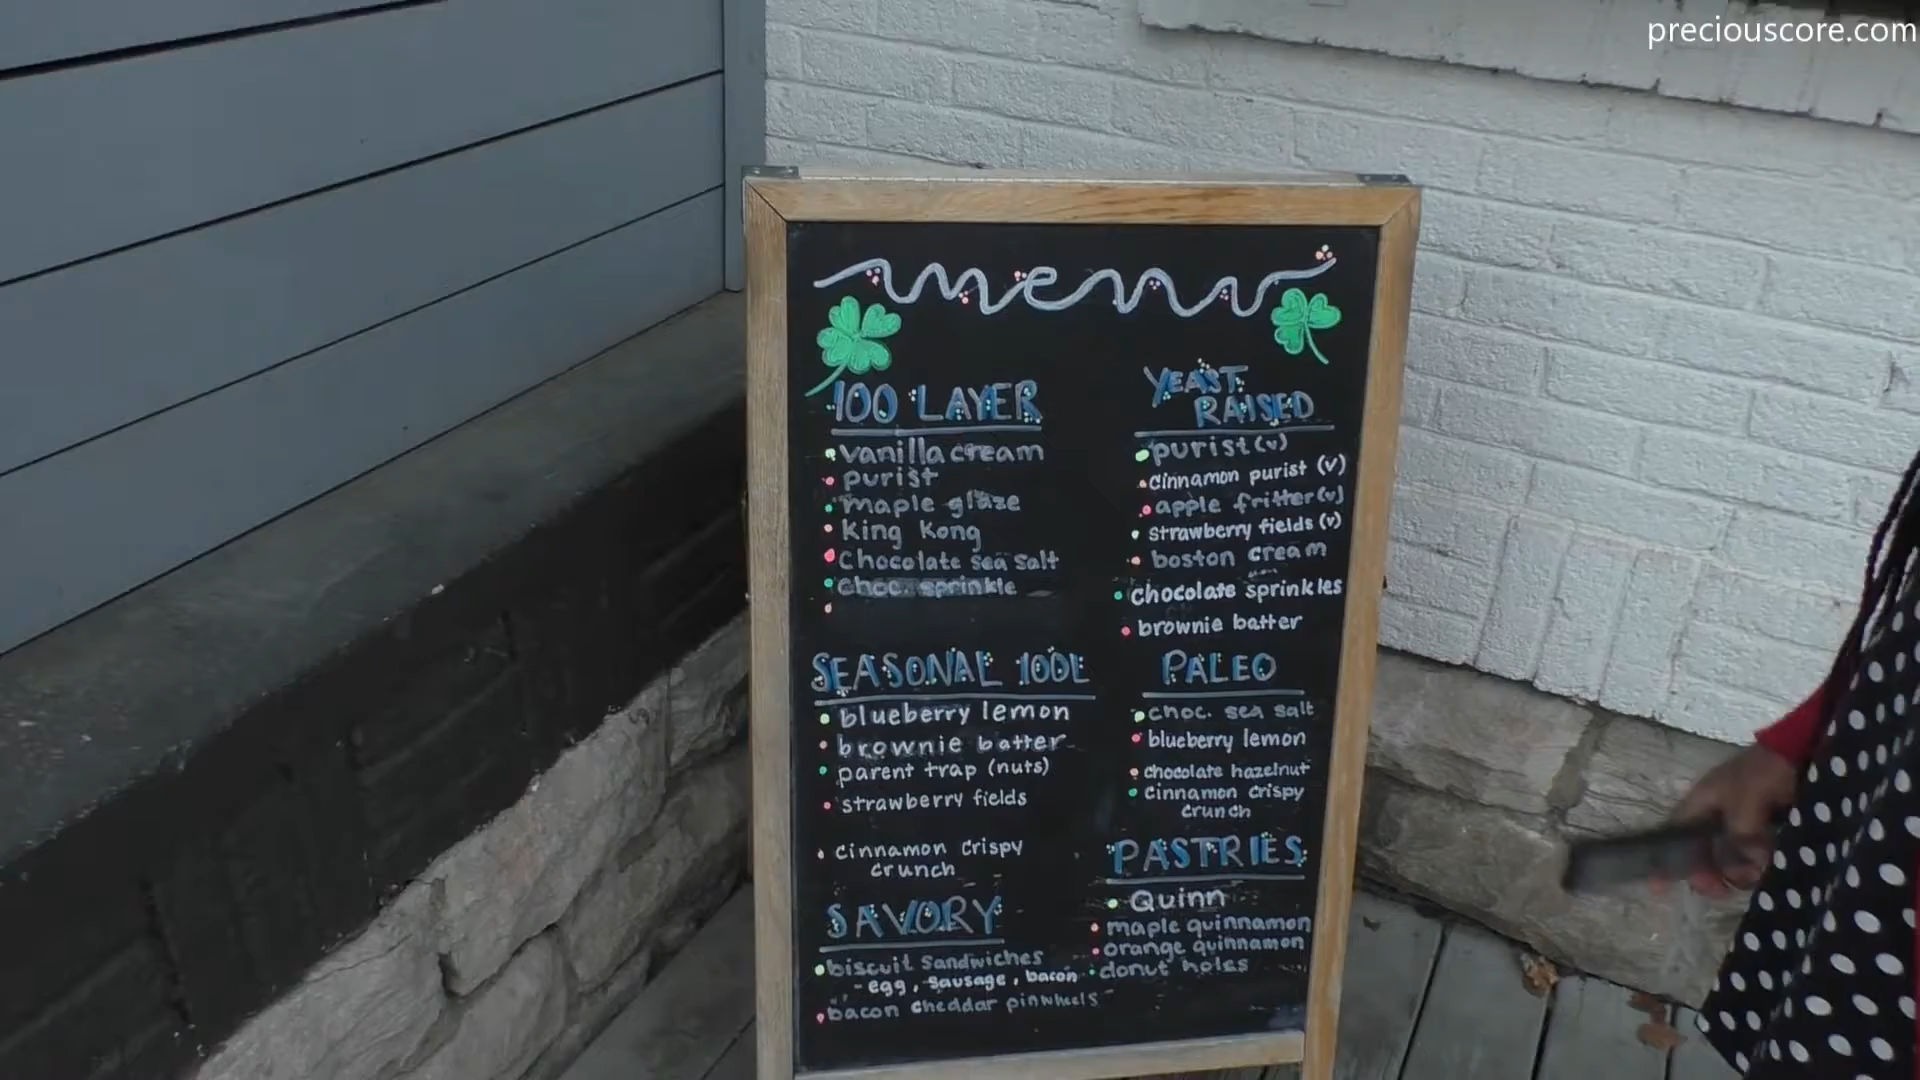 preciouscore.com
menu
100 LAYER
vanilla cream
purist
maple glaze
King Kong
Chocolate sea salt
choc. sprinkle
YEAST
RAISED
purist (v)
cinnamon purist (v)
apple fritter (v)
strawberry fields (v)
boston cream
chocolate sprinkles
brownie batter
SEASONAL 100L
blueberry lemon
brownie batter
parent trap (nuts)
strawberry fields
cinnamon crispy
crunch
PALEO
choc. sea salt
blueberry lemon
chocolate hazelnut
cinnamon crispy
crunch
SAVORY
biscuit sandwiches
- egg, sausage, bacon
bacon cheddar pinwheels
PASTRIES
Quinn
maple quinnamon
orange quinnamon
donut holes